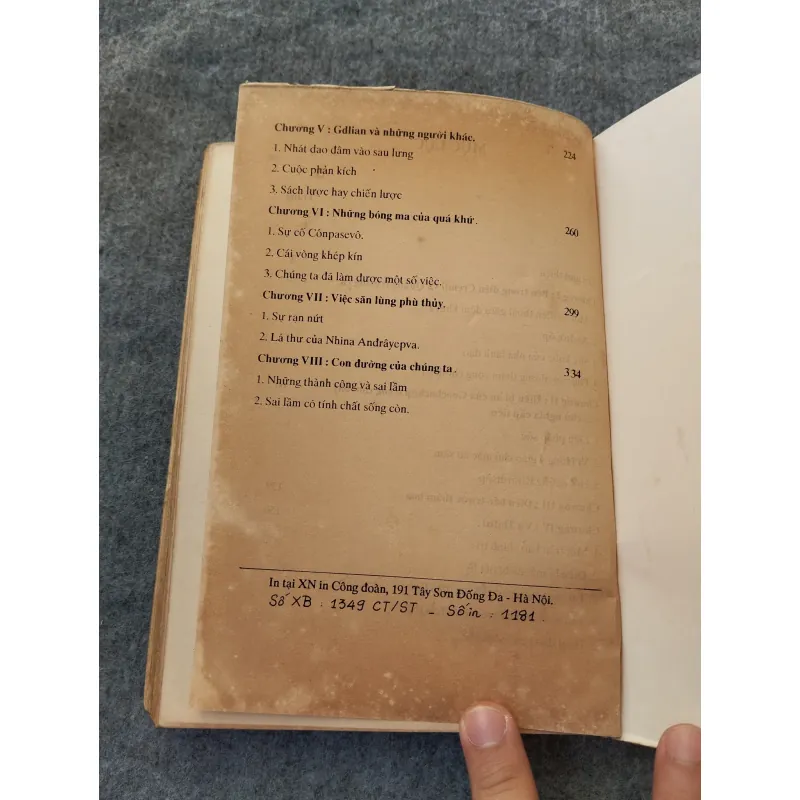 Chương V : Gdlian và những người khác. 224
1. Nhát dao đâm vào sau lưng
2. Cuộc phản kích
3. Sách lược hay chiến lược
Chương VI : Những bóng ma của quá khứ. 260
1. Sự cố Cônpasevô.
2. Cái vòng khép kín
3. Chúng ta đã làm được một số việc.
Chương VII : Việc săn lùng phù thủy. 299
1. Sự rạn nứt
2. Lá thư của Nhina Anđrâyepva.
Chương VIII : Con đường của chúng ta. 334
1. Những thành công và sai lầm
2. Sai lầm có tính chất sống còn.
In tại XN in Công đoàn, 191 Tây Sơn Đống Đa - Hà Nội.
Số XB : 1349 CT/ST - Số in : 1181.